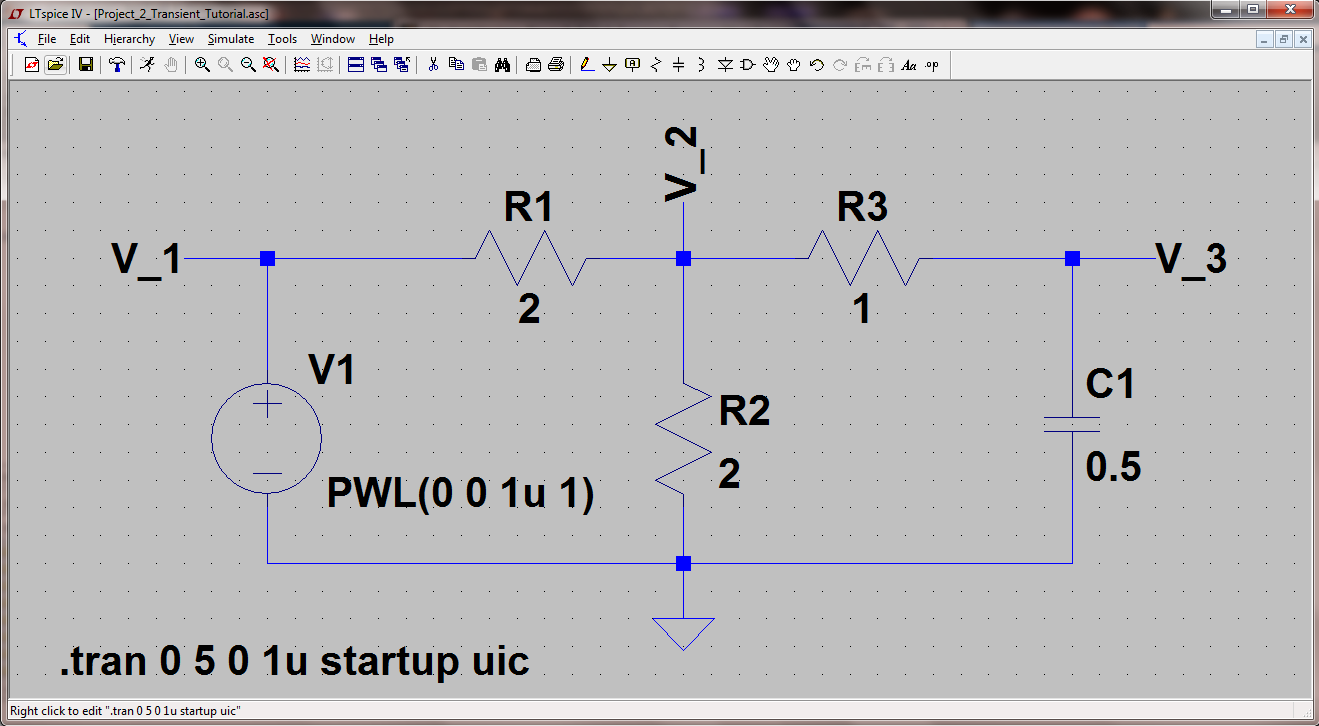 LTspice IV - [Project_2_Transient_Tutorial.asc]
File Edit Hierarchy View Simulate Tools Window Help
Aa .op
V_2
R1
R3
V_1
V_3
2
1
V1
C1
R2
0.5
2
PWL(0 0 1u 1)
.tran 0 5 0 1u startup uic
Right click to edit ".tran 0 5 0 1u startup uic"